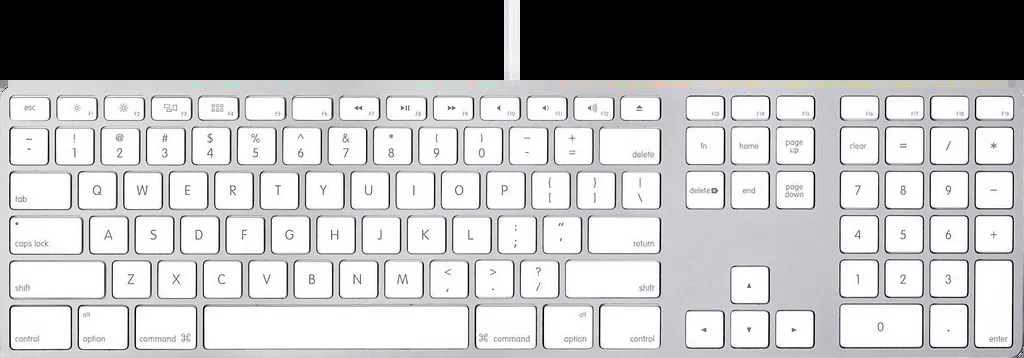 esc F1 F2 F3 F4 F5 F6 F7 F8 F9 F10 F11 F12 F13 F14 F15 F16 F17 F18 F19
~ ! @ # $ % ^ & * ( ) - +
` 1 2 3 4 5 6 7 8 9 0 - = delete fn home page up clear = / *
tab Q W E R T Y U I O P { [ } ] | \ delete end page down 7 8 9 −
caps lock A S D F G H J K L : ; “ ‘ return 4 5 6 +
shift Z X C V B N M < , > . ? / shift ▲ 1 2 3
control alt option command ⌘ ⌘ command alt option control ◄ ▼ ► 0 . enter